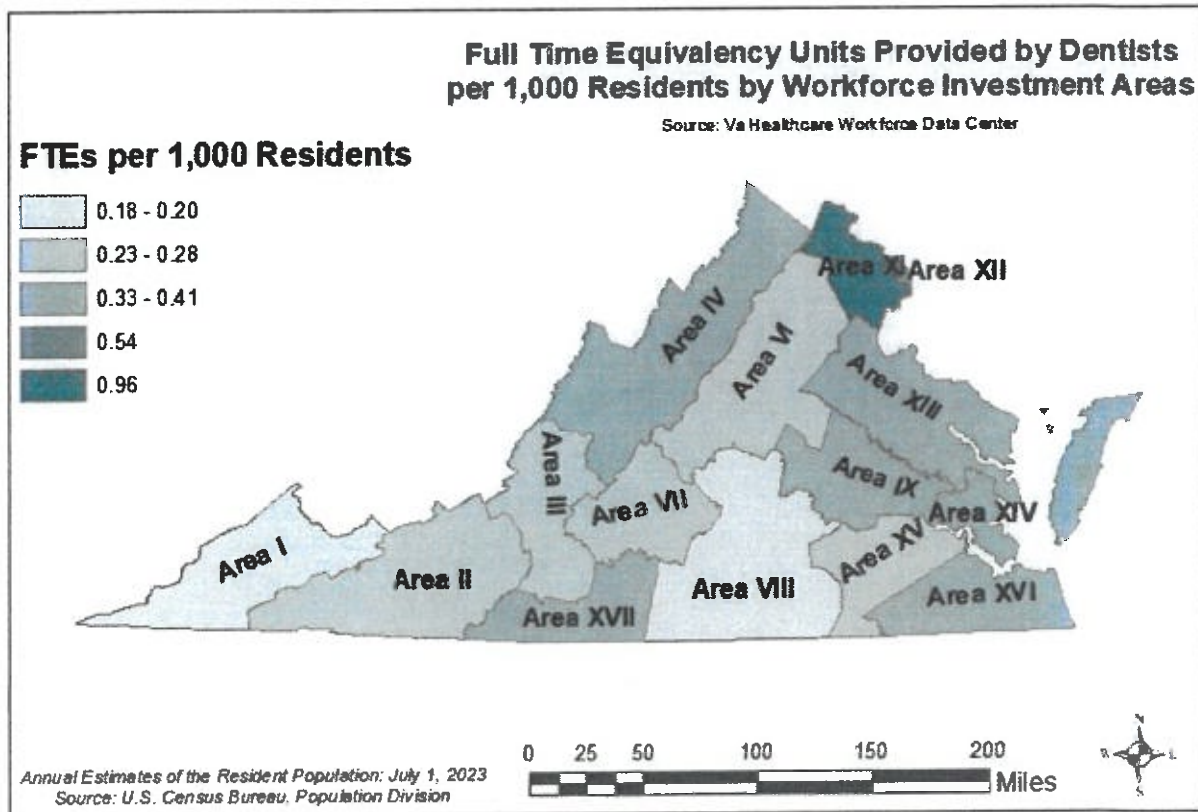 Full Time Equivalency Units Provided by Dentists
per 1,000 Residents by Workforce Investment Areas
Source: Va Healthcare Workforce Data Center
FTEs per 1,000 Residents
0.18 - 0.20
0.23 - 0.28
0.33 - 0.41
0.54
0.96
Area XI
Area XII
Area IV
Area VI
Area XIII
Area III
Area IX
Area VII
Area XIV
Area XV
Area I
Area II
Area VIII
Area XVI
Area XVII
0 25 50 100 150 200
Miles
N
E
S
Annual Estimates of the Resident Population: July 1, 2023
Source: U.S. Census Bureau, Population Division